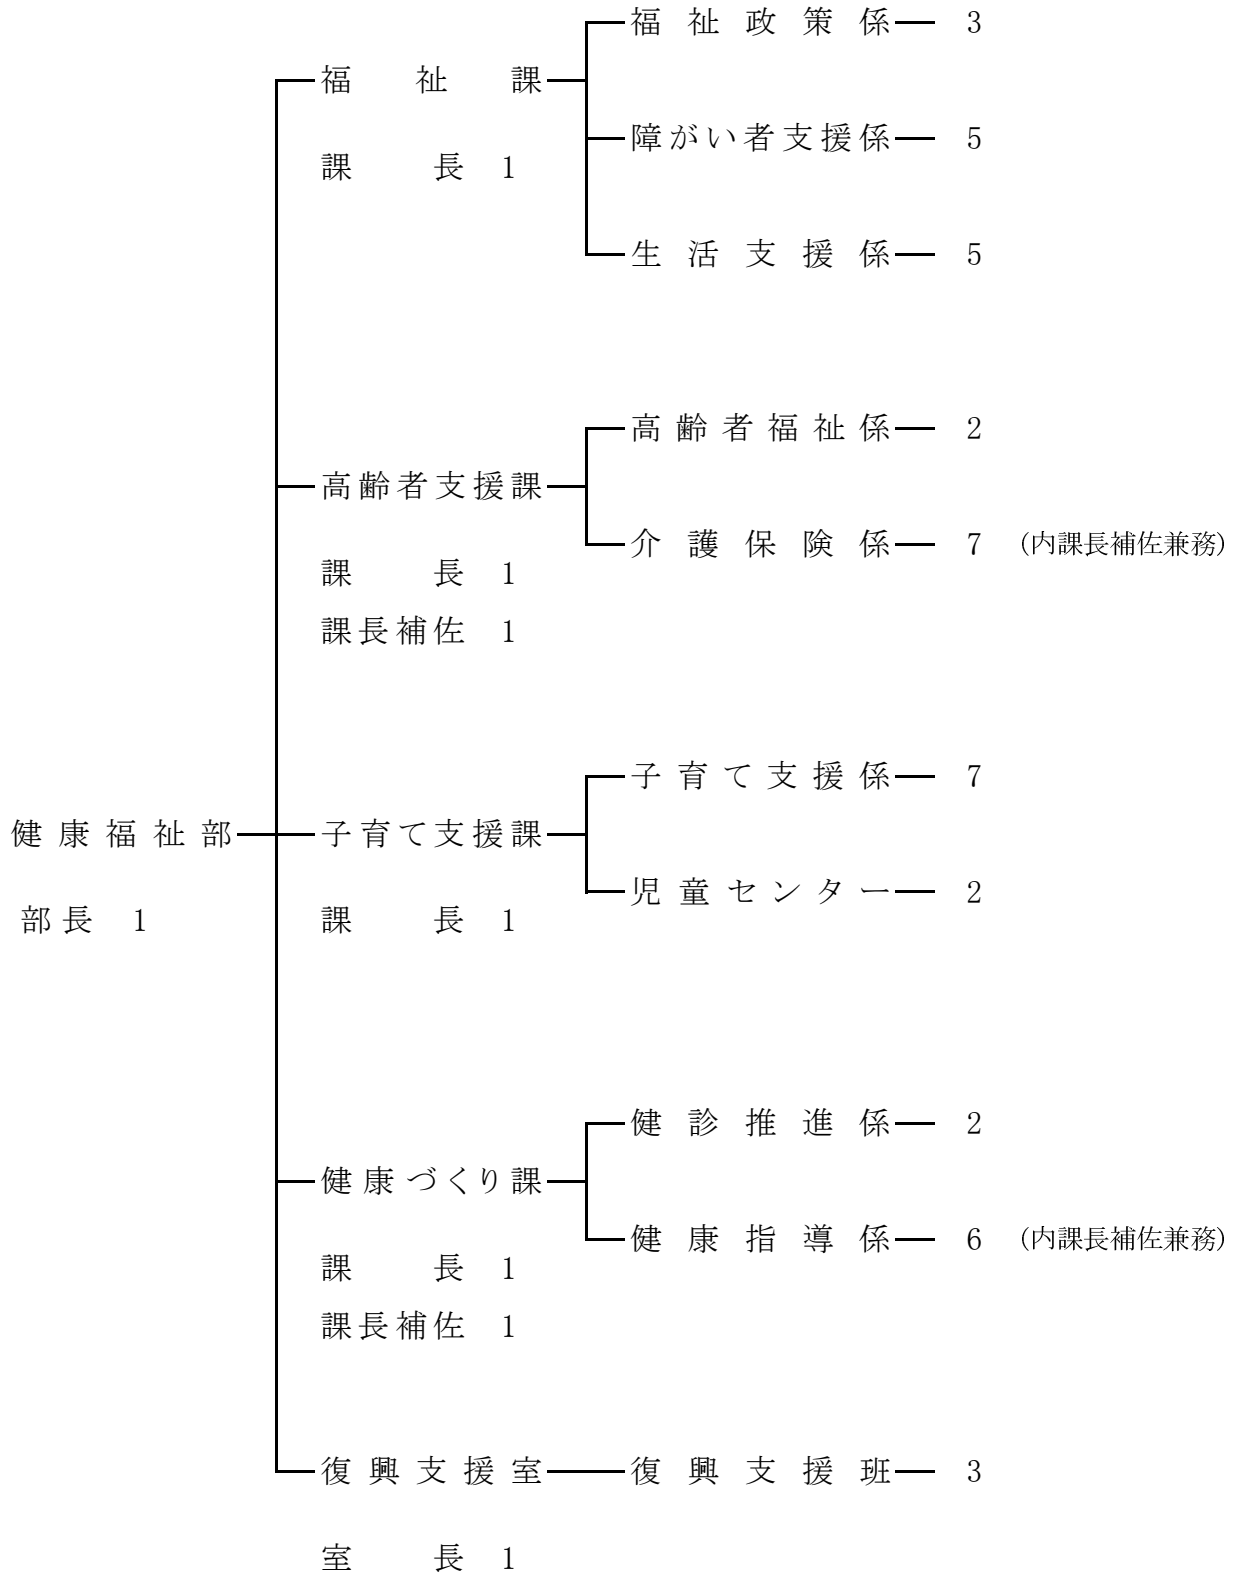 福祉政策係 3
福祉課
障がい者支援係 5
課長 1
生活支援係 5
高齢者福祉係 2
高齢者支援課
介護保険係 7 (内課長補佐兼務)
課長 1
課長補佐 1
子育て支援係 7
健康福祉部 子育て支援課
児童センター 2
部長 1 課長 1
健診推進係 2
健康づくり課
健康指導係 6 (内課長補佐兼務)
課長 1
課長補佐 1
復興支援室 復興支援班 3
室長 1